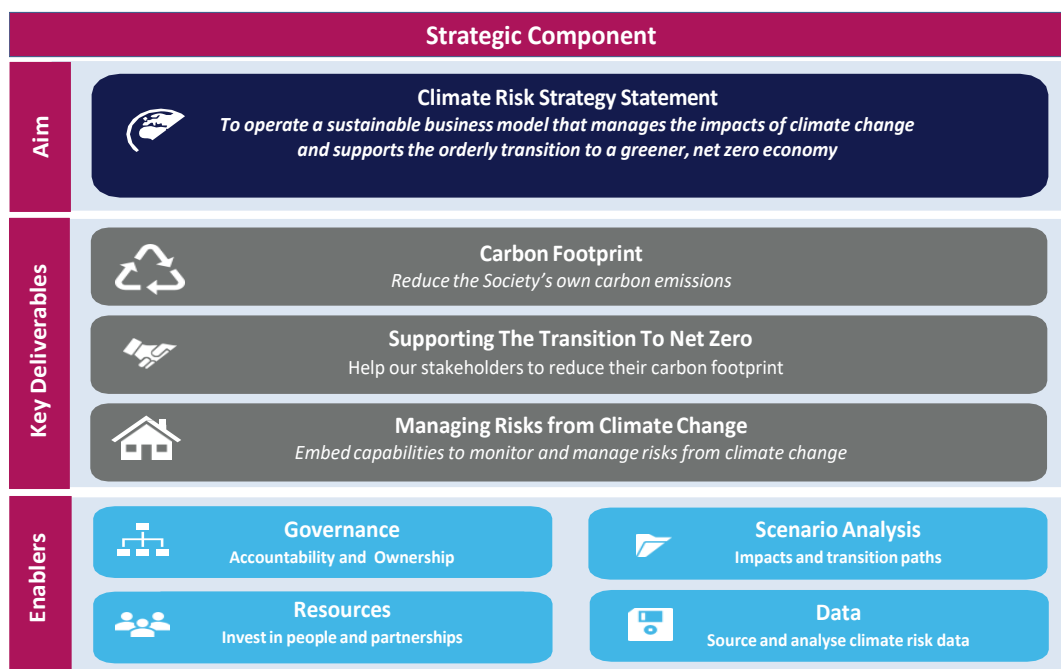 Strategic Component
Aim
Climate Risk Strategy Statement
To operate a sustainable business model that manages the impacts of climate change
and supports the orderly transition to a greener, net zero economy
Key Deliverables
Carbon Footprint
Reduce the Society's own carbon emissions
Supporting The Transition To Net Zero
Help our stakeholders to reduce their carbon footprint
Managing Risks from Climate Change
Embed capabilities to monitor and manage risks from climate change
Enablers
Governance
Accountability and Ownership
Scenario Analysis
Impacts and transition paths
Resources
Invest in people and partnerships
Data
Source and analyse climate risk data